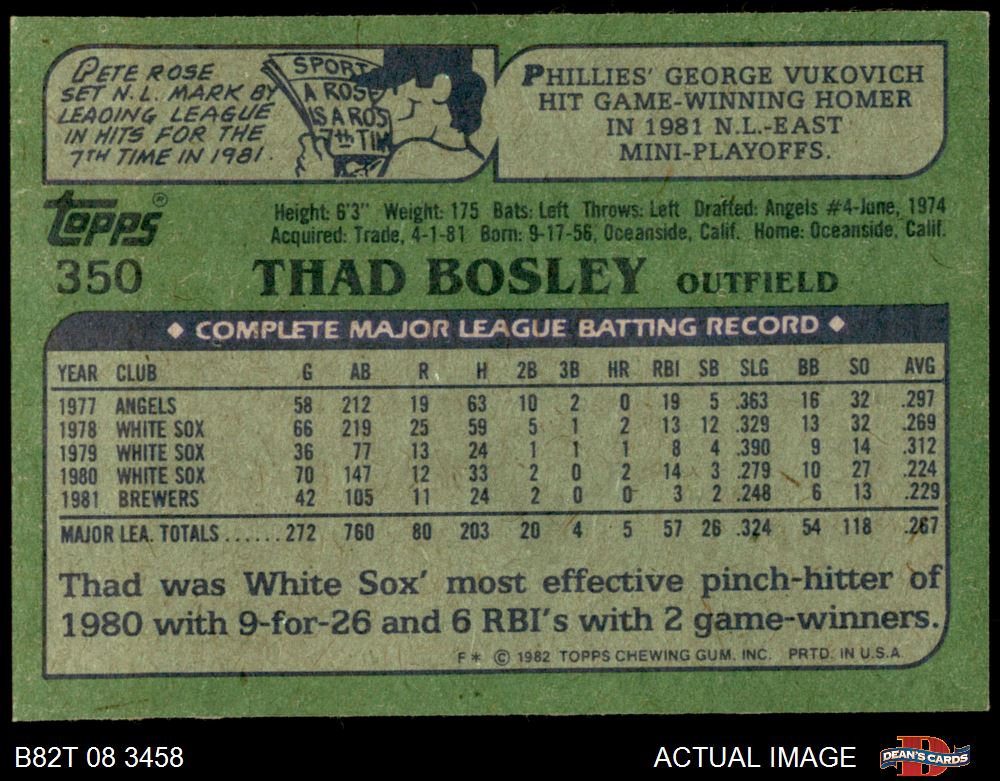 PETE ROSE
SET N.L. MARK BY
LEADING LEAGUE
IN HITS FOR THE
7TH TIME IN 1981.
SPORT
A ROSE
IS A ROS
7th TIM
PHILLIES' GEORGE VUKOVICH
HIT GAME-WINNING HOMER
IN 1981 N.L.-EAST
MINI-PLAYOFFS.
Topps®
Height: 6'3" Weight: 175 Bats: Left Throws: Left Drafted: Angels #4-June, 1974
Acquired: Trade, 4-1-81 Born: 9-17-56, Oceanside, Calif. Home: Oceanside, Calif.
350 THAD BOSLEY OUTFIELD
◆ COMPLETE MAJOR LEAGUE BATTING RECORD ◆
YEAR CLUB G AB R H 2B 3B HR RBI SB SLG BB SO AVG
1977 ANGELS 58 212 19 63 10 2 0 19 5 .363 16 32 .297
1978 WHITE SOX 66 219 25 59 5 1 2 13 12 .329 13 32 .269
1979 WHITE SOX 36 77 13 24 1 1 1 8 4 .390 9 14 .312
1980 WHITE SOX 70 147 12 33 2 0 2 14 3 .279 10 27 .224
1981 BREWERS 42 105 11 24 2 0 0 3 2 .248 6 13 .229
MAJOR LEA. TOTALS......272 760 80 203 20 4 5 57 26 .324 54 118 .267
Thad was White Sox' most effective pinch-hitter of
1980 with 9-for-26 and 6 RBI's with 2 game-winners.
F* © 1982 TOPPS CHEWING GUM, INC. PRTD. IN U.S.A.
B82T 08 3458 ACTUAL IMAGE DEAN'S CARDS